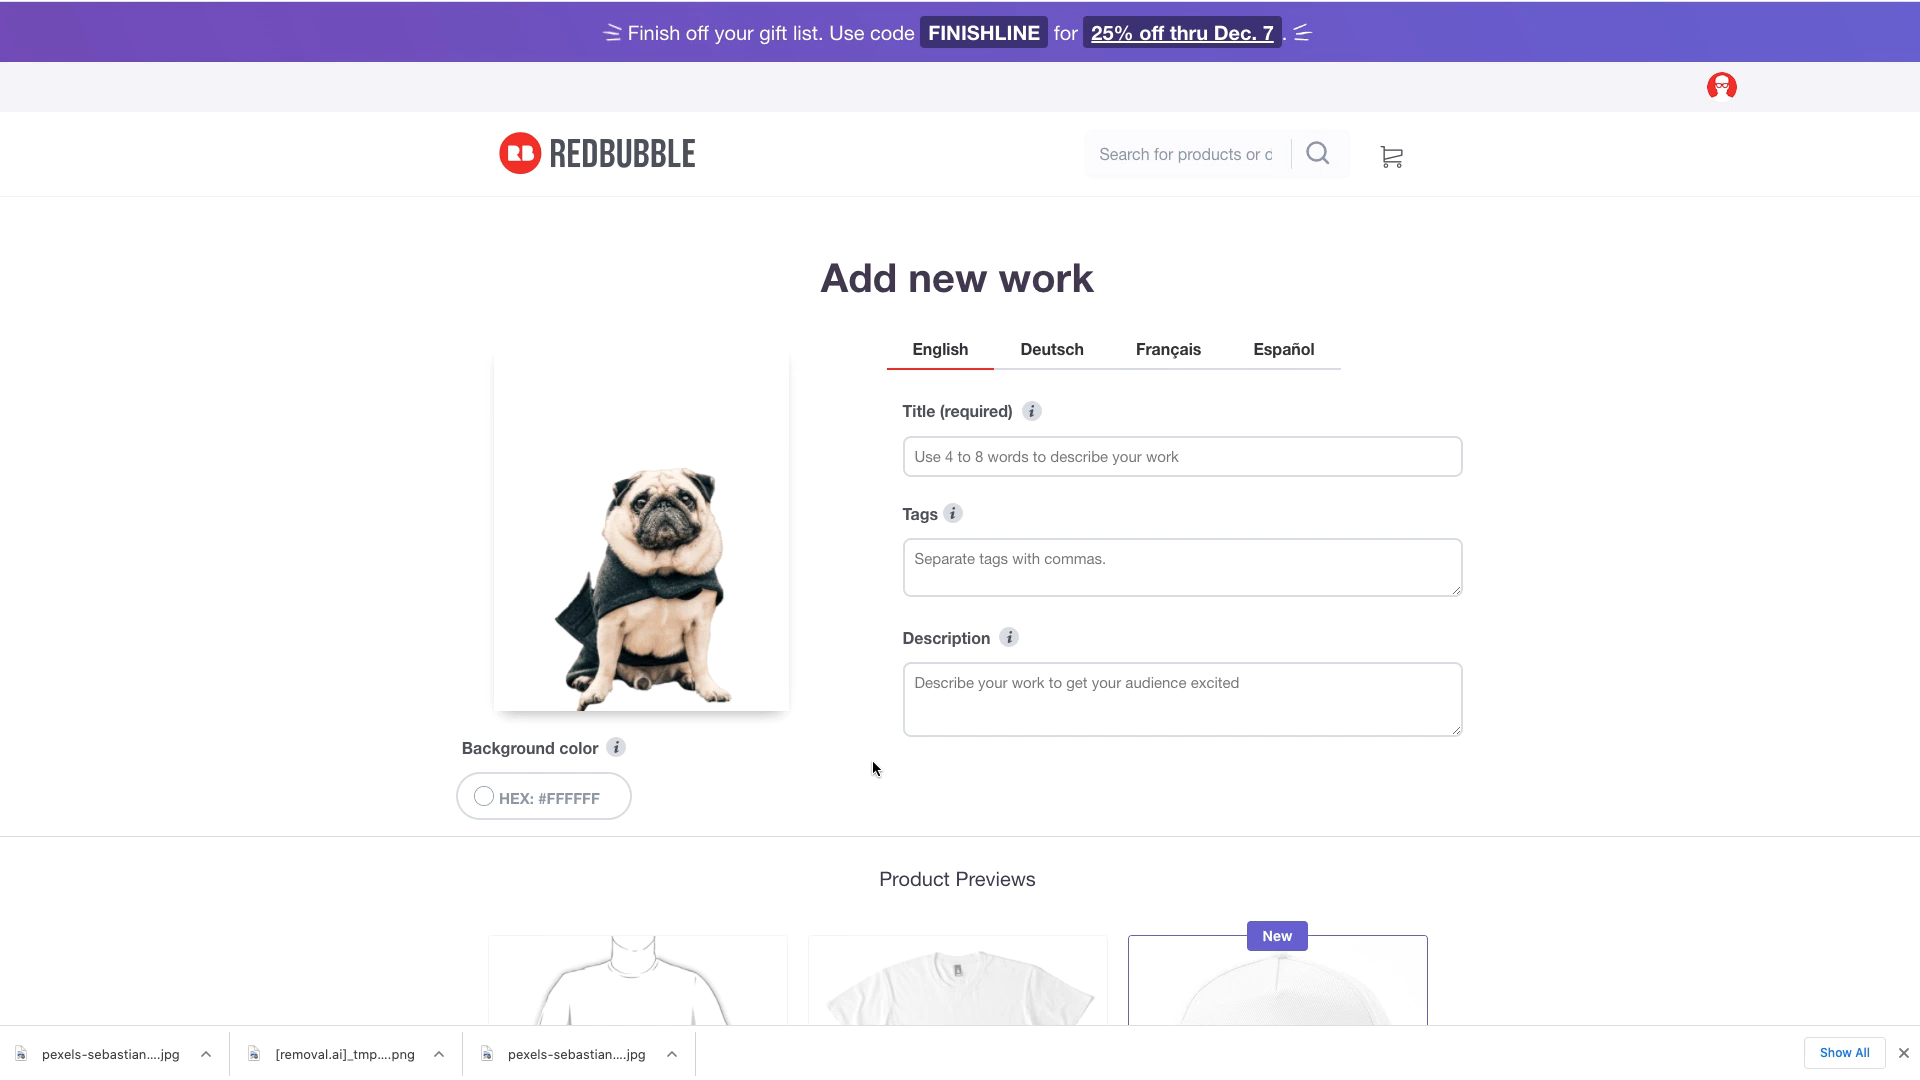 Finish off your gift list. Use code FINISHLINE for 25% off thru Dec. 7 .
RB REDBUBBLE
Search for products or d
Add new work
English Deutsch Français Español
Title (required) i
Use 4 to 8 words to describe your work
Tags i
Separate tags with commas.
Description i
Describe your work to get your audience excited
Background color i
HEX: #FFFFFF
Product Previews
New
pexels-sebastian....jpg [removal.ai]_tmp....png pexels-sebastian....jpg Show All